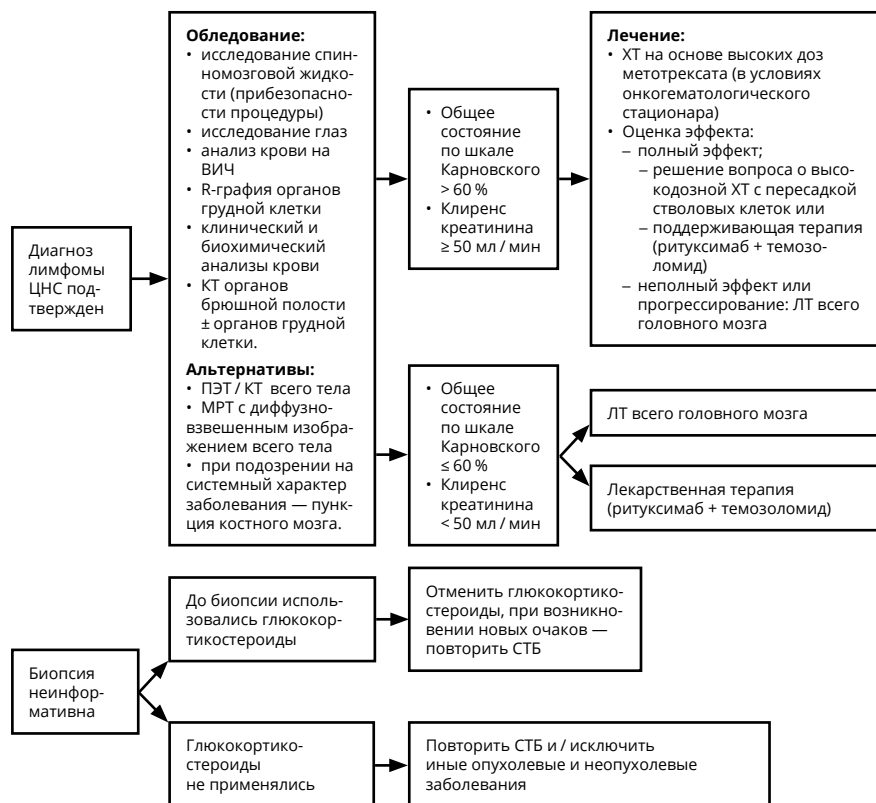 Диагноз
лимфомы
ЦНС под-
твержден
Обледование:
• исследование спин-
номозговой жидко-
сти (прибезопасно-
сти процедуры)
• исследование глаз
• анализ крови на
ВИЧ
• R-графия органов
грудной клетки
• клинический и
биохимический
анализы крови
• КТ органов
брюшной полости
± органов грудной
клетки.
Альтернативы:
• ПЭТ / КТ всего тела
• МРТ с диффузно-
взвешенным изобра-
жением всего тела
• при подозрении на
системный характер
заболевания — пунк-
ция костного мозга.
• Общее
состояние
по шкале
Карновского
> 60 %
• Клиренс
креатинина
≥ 50 мл / мин
Лечение:
• ХТ на основе высоких доз
метотрексата (в условиях
онкогематологического
стационара)
• Оценка эффекта:
– полный эффект;
– решение вопроса о высо-
кодозной ХТ с пересадкой
стволовых клеток или
– поддерживающая терапия
(ритуксимаб + темозо-
ломид)
– неполный эффект или
прогрессирование: ЛТ всего
головного мозга
• Общее
состояние
по шкале
Карновского
≤ 60 %
• Клиренс
креатинина
< 50 мл / мин
ЛТ всего головного мозга
Лекарственная терапия
(ритуксимаб + темозоломид)
Биопсия
неинфор-
мативна
До биопсии исполь-
зовались глюкокор-
тикостероиды
Отменить глюкокортико-
стероиды, при возникно-
вении новых очаков —
повторить СТБ
Глюкокортико-
стероиды
не применялись
Повторить СТБ и / исключить
иные опухолевые и неопухолевые
заболевания